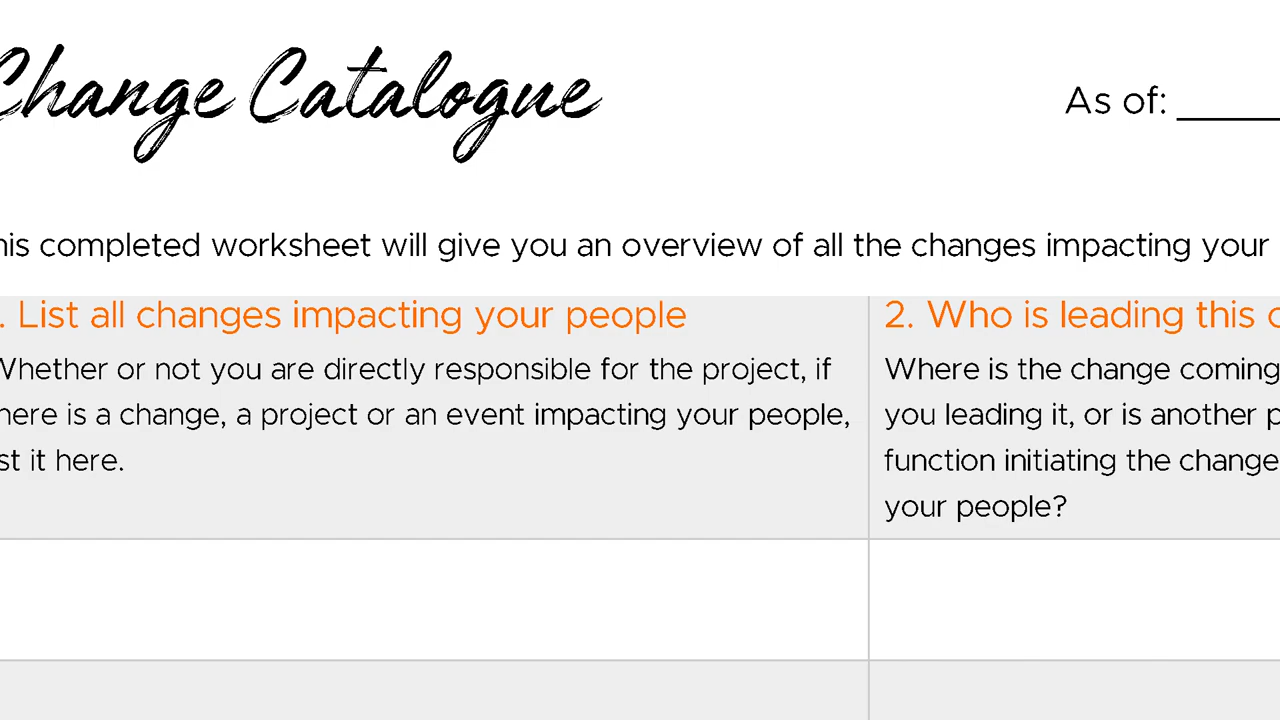 Change Catalogue
As of:
his completed worksheet will give you an overview of all the changes impacting your
. List all changes impacting your people
Whether or not you are directly responsible for the project, if
here is a change, a project or an event impacting your people,
st it here.
2. Who is leading this c
Where is the change coming
you leading it, or is another p
function initiating the change
your people?